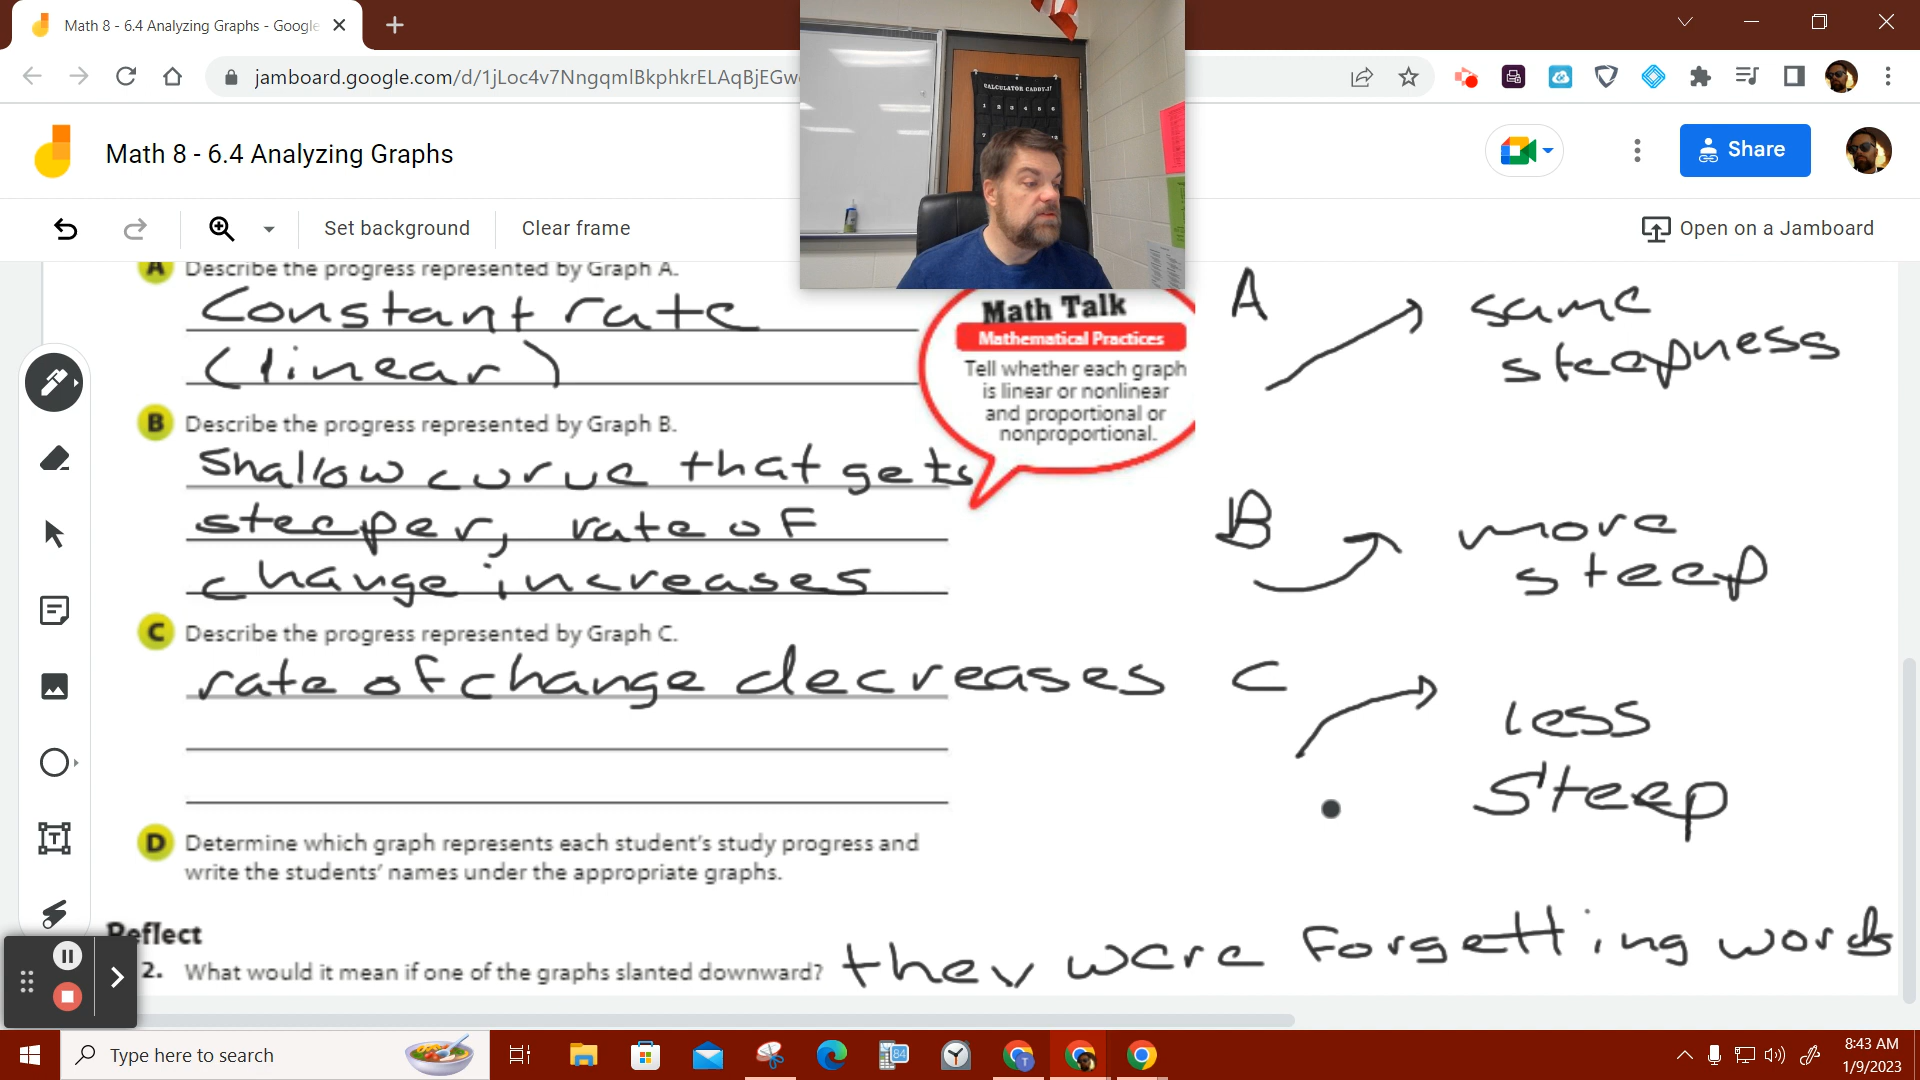 Math 8 - 6.4 Analyzing Graphs - Google
jamboard.google.com/d/1jLoc4v7NngqmlBkphkrELAqBjEGw
CALCULATOR CADDY
Math 8 - 6.4 Analyzing Graphs
Share
Set background
Clear frame
Open on a Jamboard
A Describe the progress represented by Graph A.
Constant rate
(linear)
Math Talk
Mathematical Practices
Tell whether each graph
is linear or nonlinear
and proportional or
nonproportional.
A
same
steepness
B Describe the progress represented by Graph B.
Shallow curve that gets
steeper, rate of
change increases
B
more
steep
C Describe the progress represented by Graph C.
rate of change decreases
C
less
steep
D Determine which graph represents each student's study progress and
write the students' names under the appropriate graphs.
Reflect
2. What would it mean if one of the graphs slanted downward?
they were forgetting words
Type here to search
84
T
8:43 AM
1/9/2023